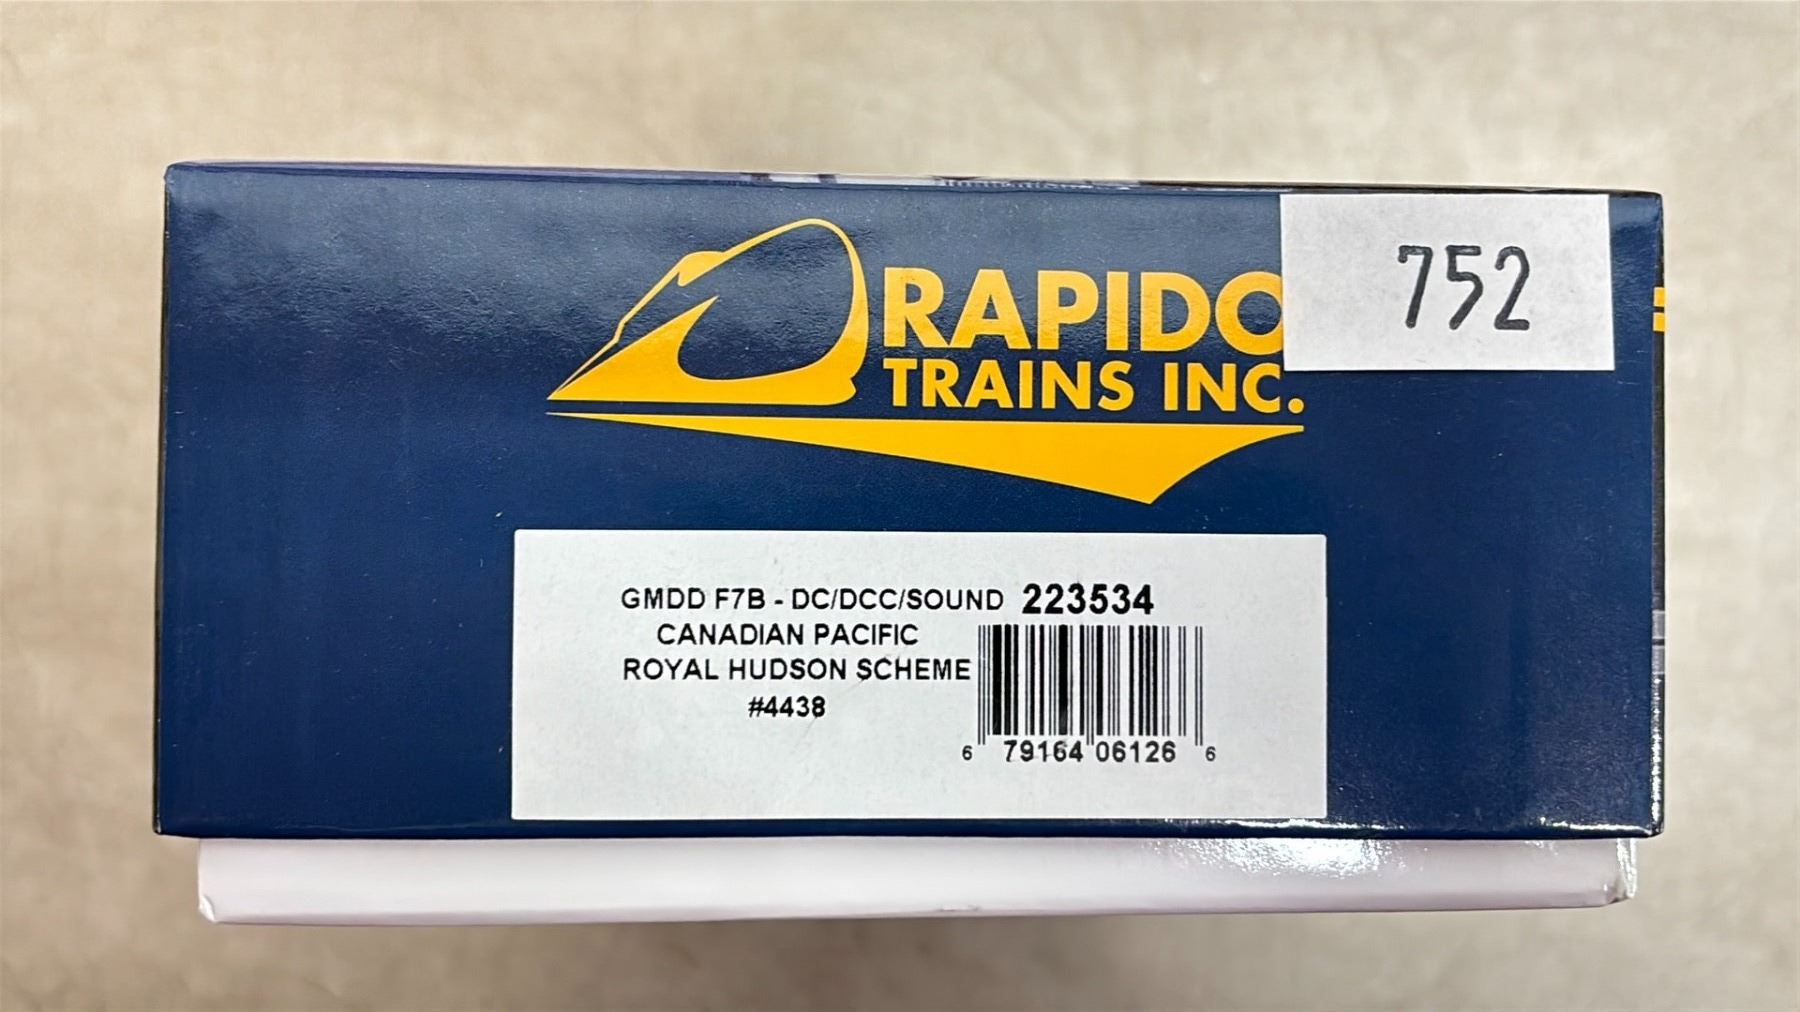 RAPIDO
TRAINS INC.
752
GMDD F7B - DC/DCC/SOUND 223534
CANADIAN PACIFIC
ROYAL HUDSON SCHEME
#4438
6 79164 06126 6